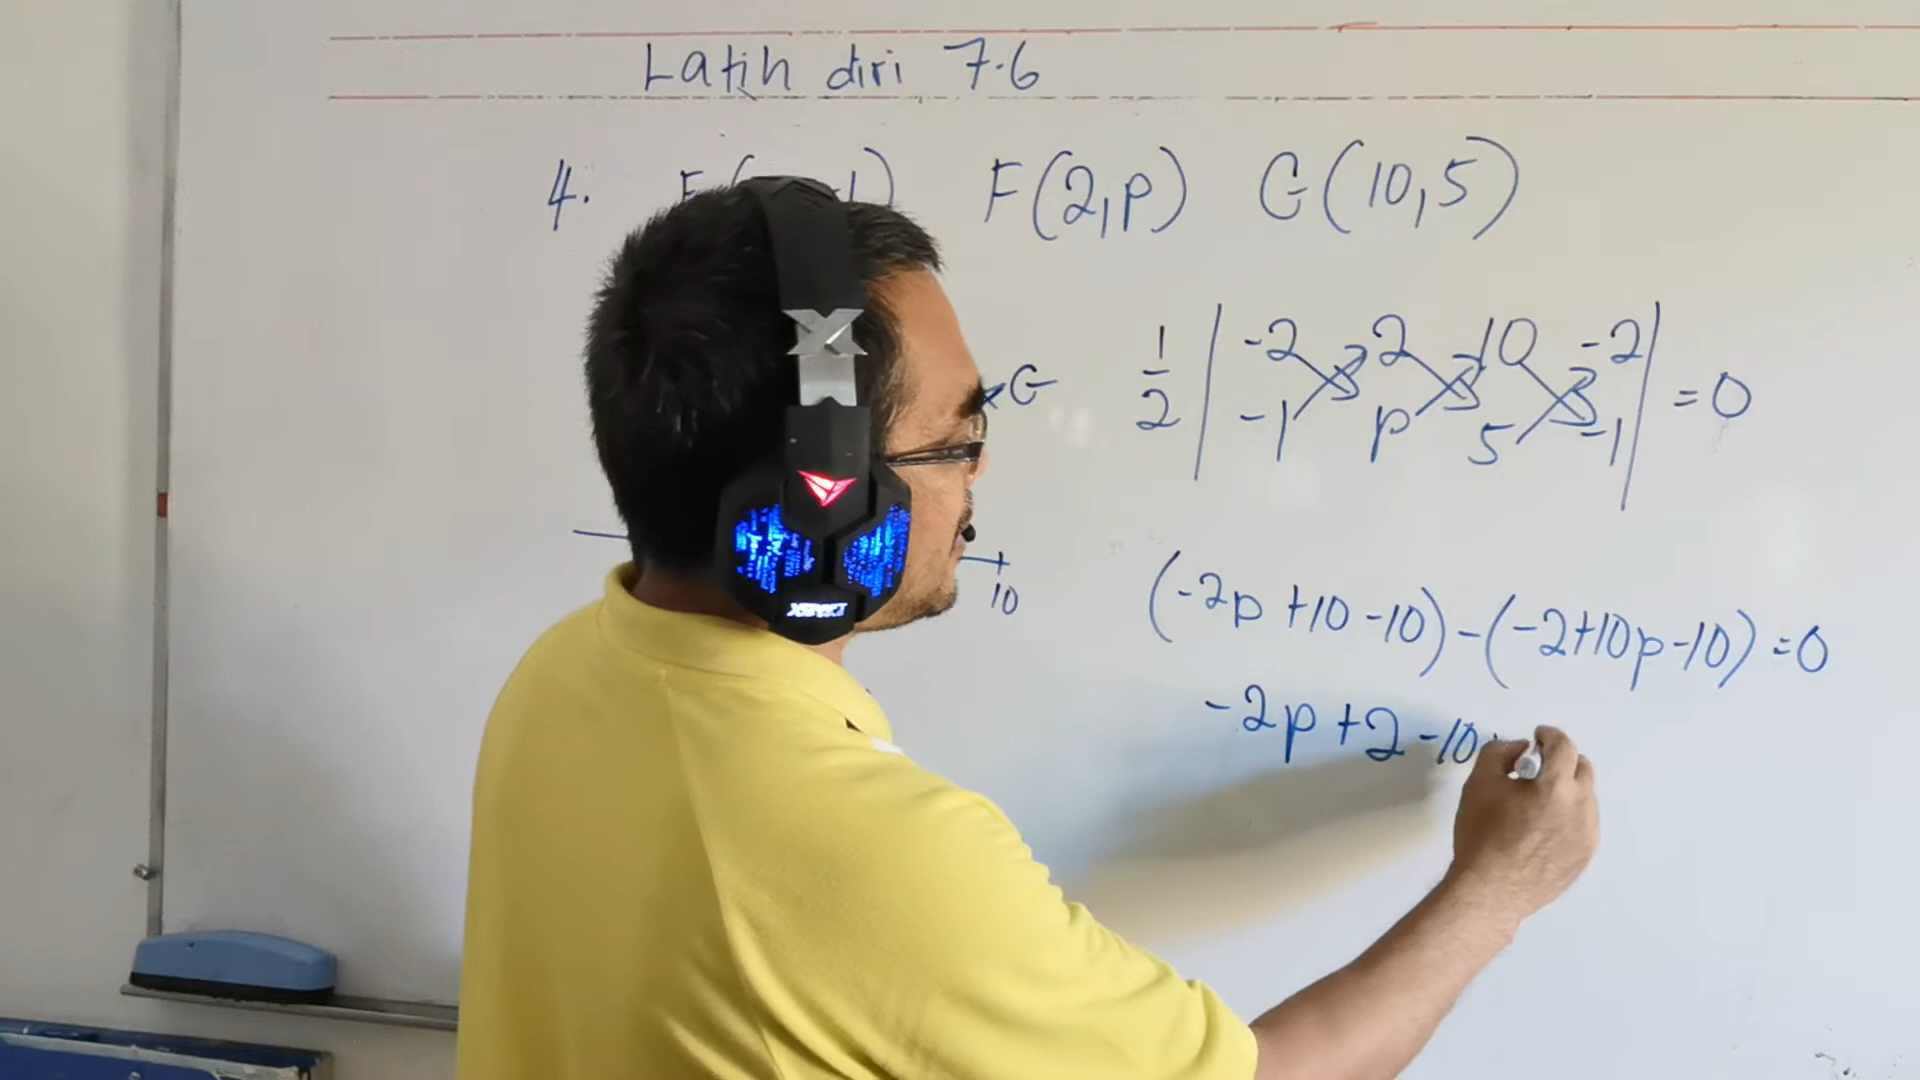 Latih diri 7.6
4. E( -1) F(2,p) G(10,5)
G
1/2 | -2 2 10 -2 | = 0
-1 p 5 -1
10
(-2p +10 -10) - (-2+10p-10) = 0
-2p +2 -10